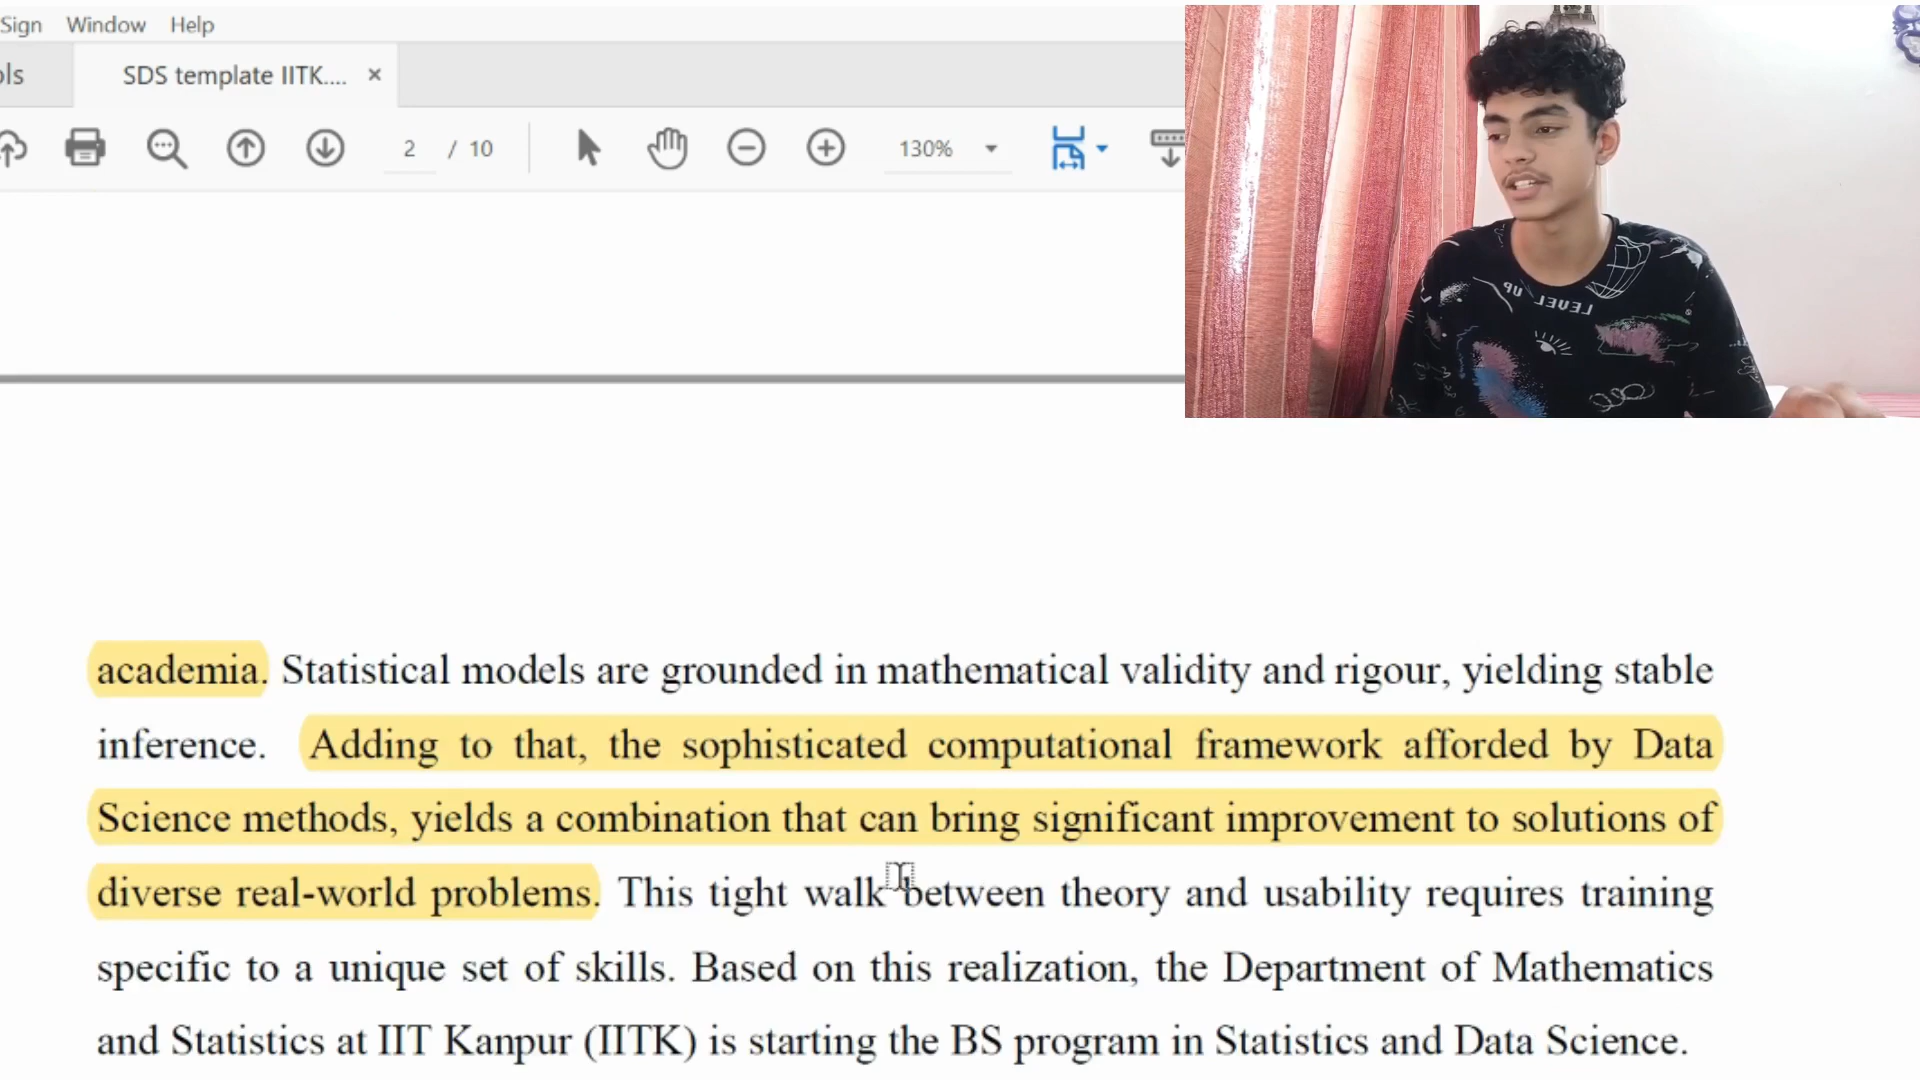 Sign Window Help
ols SDS template IITK.... ×
2 / 10 130%
LEVEL UP
academia. Statistical models are grounded in mathematical validity and rigour, yielding stable
inference. Adding to that, the sophisticated computational framework afforded by Data
Science methods, yields a combination that can bring significant improvement to solutions of
diverse real-world problems. This tight walk between theory and usability requires training
specific to a unique set of skills. Based on this realization, the Department of Mathematics
and Statistics at IIT Kanpur (IITK) is starting the BS program in Statistics and Data Science.